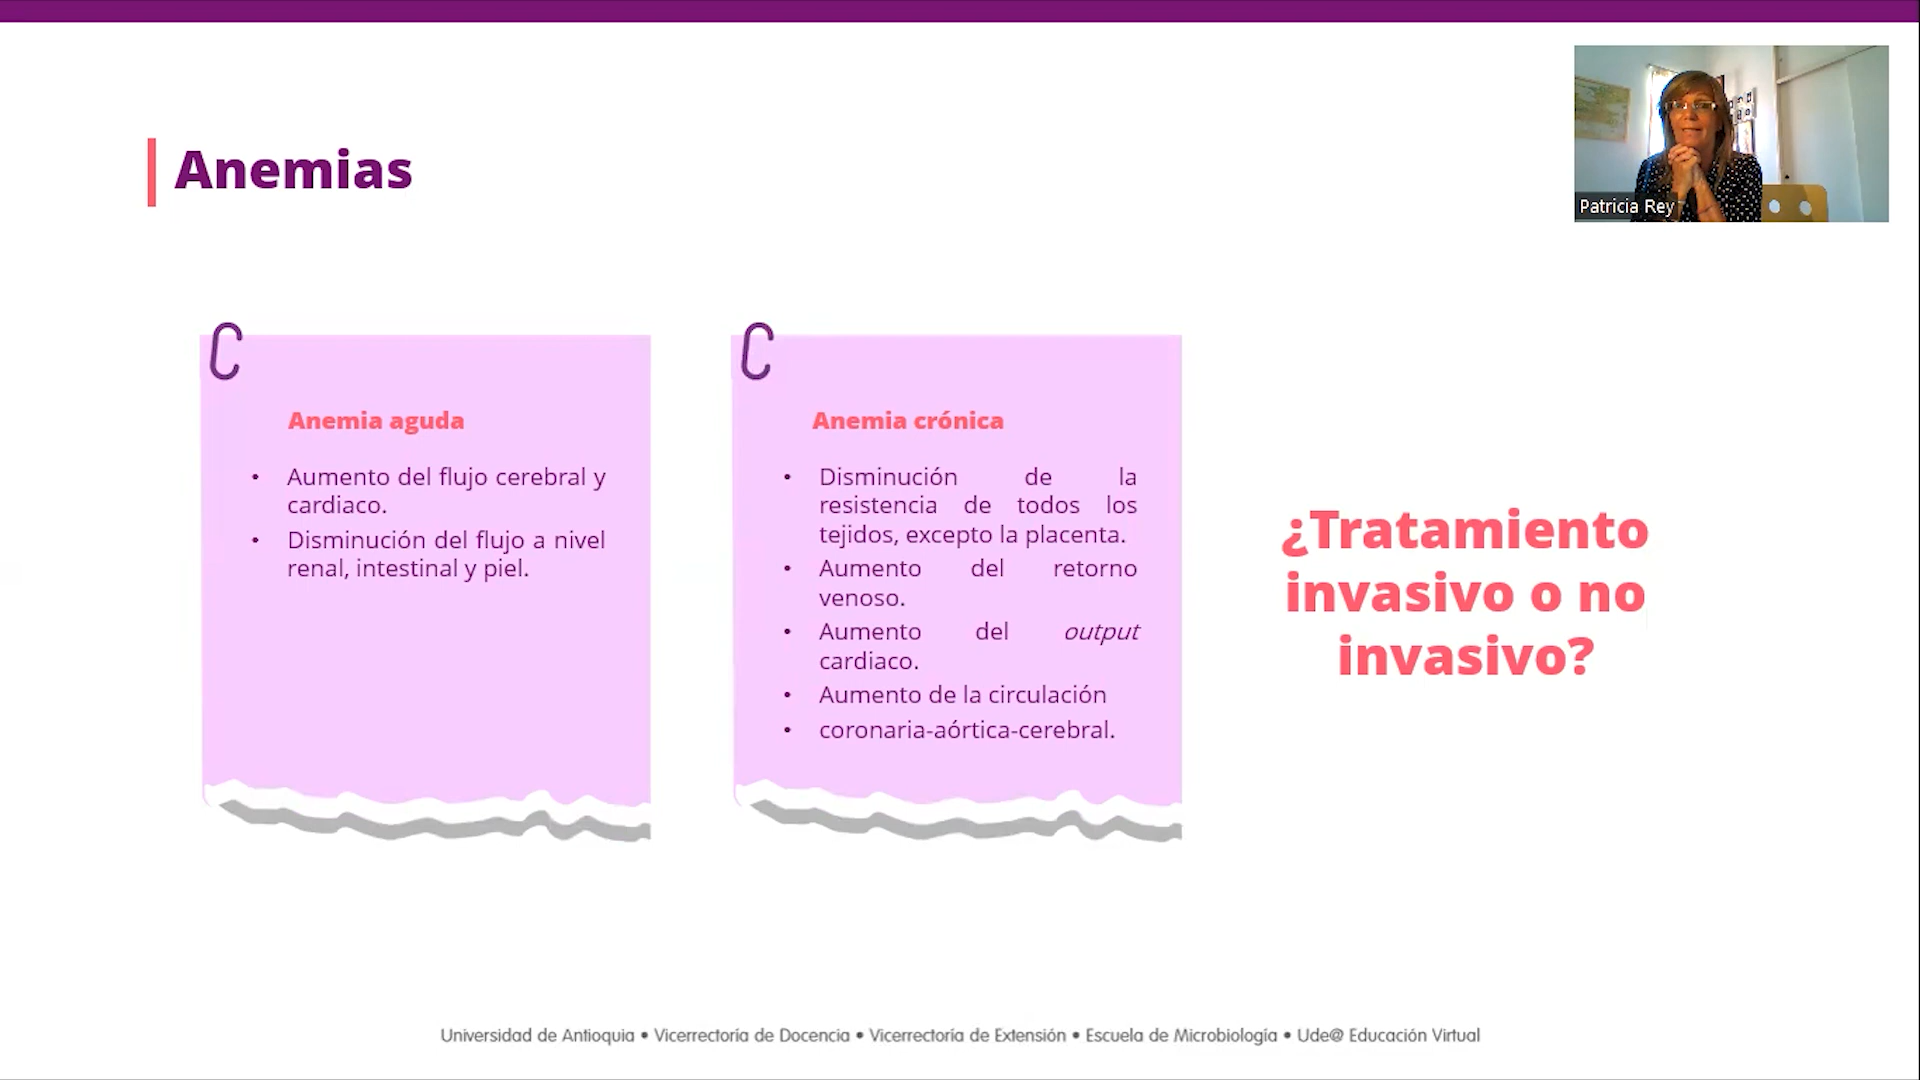 Patricia Rey
Anemias
Anemia aguda
• Aumento del flujo cerebral y
cardiaco.
• Disminución del flujo a nivel
renal, intestinal y piel.
Anemia crónica
• Disminución de la
resistencia de todos los
tejidos, excepto la placenta.
• Aumento del retorno
venoso.
• Aumento del output
cardiaco.
• Aumento de la circulación
• coronaria-aórtica-cerebral.
¿Tratamiento
invasivo o no
invasivo?
Universidad de Antioquia • Vicerrectoría de Docencia • Vicerrectoría de Extensión • Escuela de Microbiología • Ude@ Educación Virtual